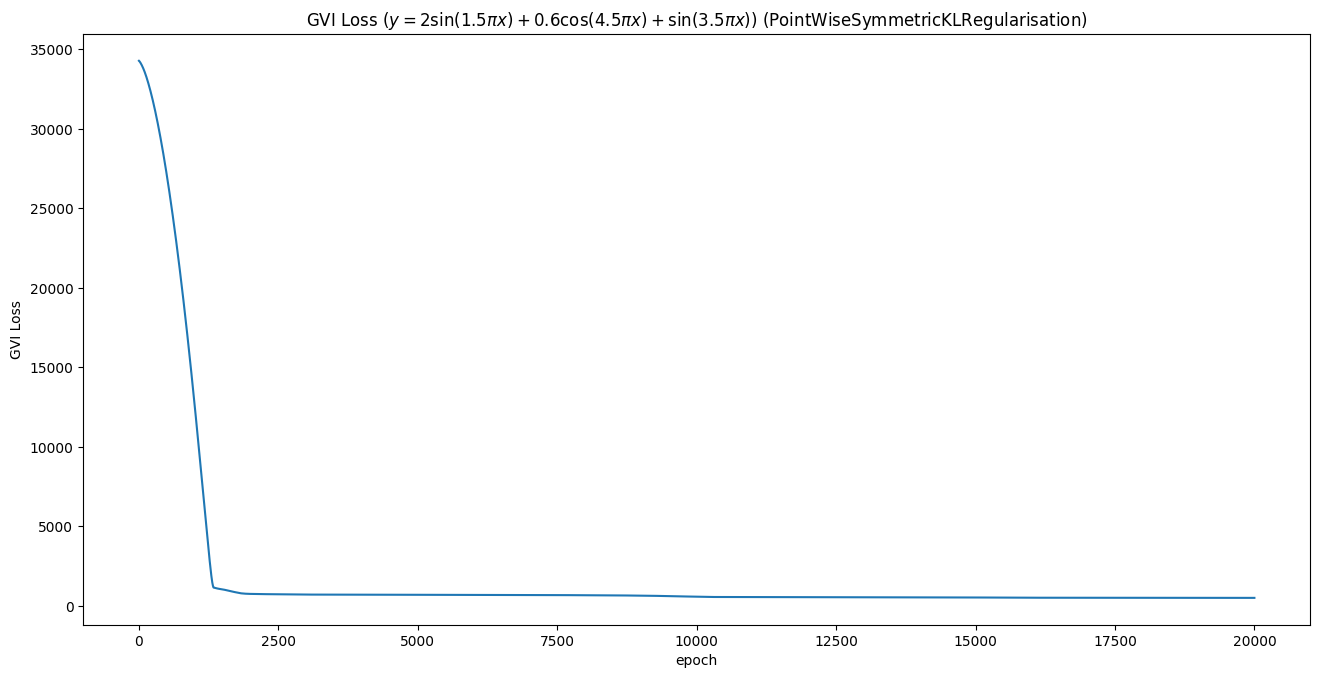 GVI Loss (y = 2sin(1.5πx) + 0.6cos(4.5πx) + sin(3.5πx)) (PointWiseSymmetricKLRegularisation)
35000
30000
25000
20000
15000
10000
5000
0
GVI Loss
0 2500 5000 7500 10000 12500 15000 17500 20000
epoch